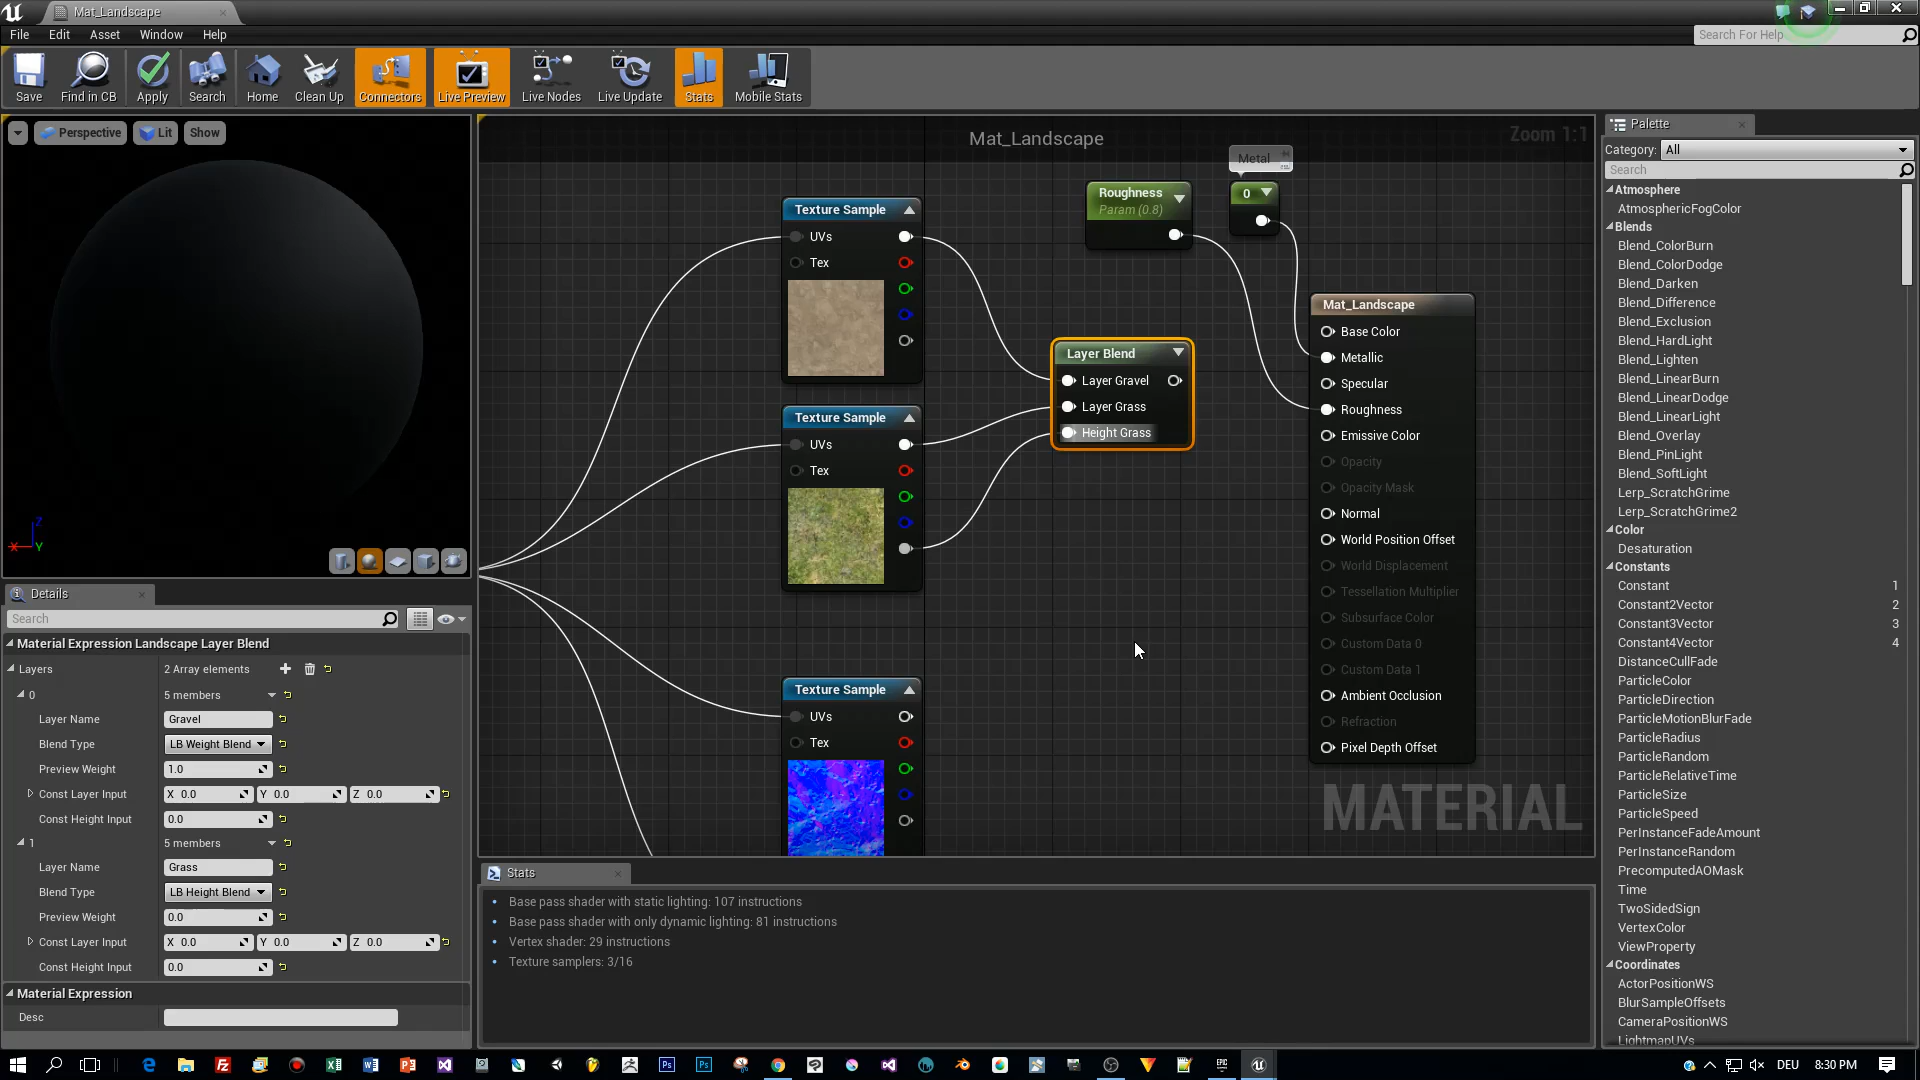 Mat_Landscape
File Edit Asset Window Help
Search For Help
Save
Find in CB
Apply
Search
Home
Clean Up
Connectors
Live Preview
Live Nodes
Live Update
Stats
Mobile Stats
Perspective Lit Show
X
Z
Y
Details
Search
Material Expression Landscape Layer Blend
Layers 2 Array elements
0 5 members
Layer Name Gravel
Blend Type LB Weight Blend
Preview Weight 1.0
Const Layer Input X 0.0 Y 0.0 Z 0.0
Const Height Input 0.0
1 5 members
Layer Name Grass
Blend Type LB Height Blend
Preview Weight 0.0
Const Layer Input X 0.0 Y 0.0 Z 0.0
Const Height Input 0.0
Material Expression
Desc
Mat_Landscape
Zoom 1:1
Texture Sample
UVs
Tex
Texture Sample
UVs
Tex
Texture Sample
UVs
Tex
Roughness
Param (0.8)
Metal
0
Layer Blend
Layer Gravel
Layer Grass
Height Grass
Mat_Landscape
Base Color
Metallic
Specular
Roughness
Emissive Color
Opacity
Opacity Mask
Normal
World Position Offset
World Displacement
Tessellation Multiplier
Subsurface Color
Custom Data 0
Custom Data 1
Ambient Occlusion
Refraction
Pixel Depth Offset
MATERIAL
Stats
Base pass shader with static lighting: 107 instructions
Base pass shader with only dynamic lighting: 81 instructions
Vertex shader: 29 instructions
Texture samplers: 3/16
Palette
Category: All
Search
Atmosphere
AtmosphericFogColor
Blends
Blend_ColorBurn
Blend_ColorDodge
Blend_Darken
Blend_Difference
Blend_Exclusion
Blend_HardLight
Blend_Lighten
Blend_LinearBurn
Blend_LinearDodge
Blend_LinearLight
Blend_Overlay
Blend_PinLight
Blend_SoftLight
Lerp_ScratchGrime
Lerp_ScratchGrime2
Color
Desaturation
Constants
Constant 1
Constant2Vector 2
Constant3Vector 3
Constant4Vector 4
DistanceCullFade
ParticleColor
ParticleDirection
ParticleMotionBlurFade
ParticleRadius
ParticleRandom
ParticleRelativeTime
ParticleSize
ParticleSpeed
PerInstanceFadeAmount
PerInstanceRandom
PrecomputedAOMask
Time
TwoSidedSign
VertexColor
ViewProperty
Coordinates
ActorPositionWS
BlurSampleOffsets
CameraPositionWS
LightmapUVs
DEU 8:30 PM